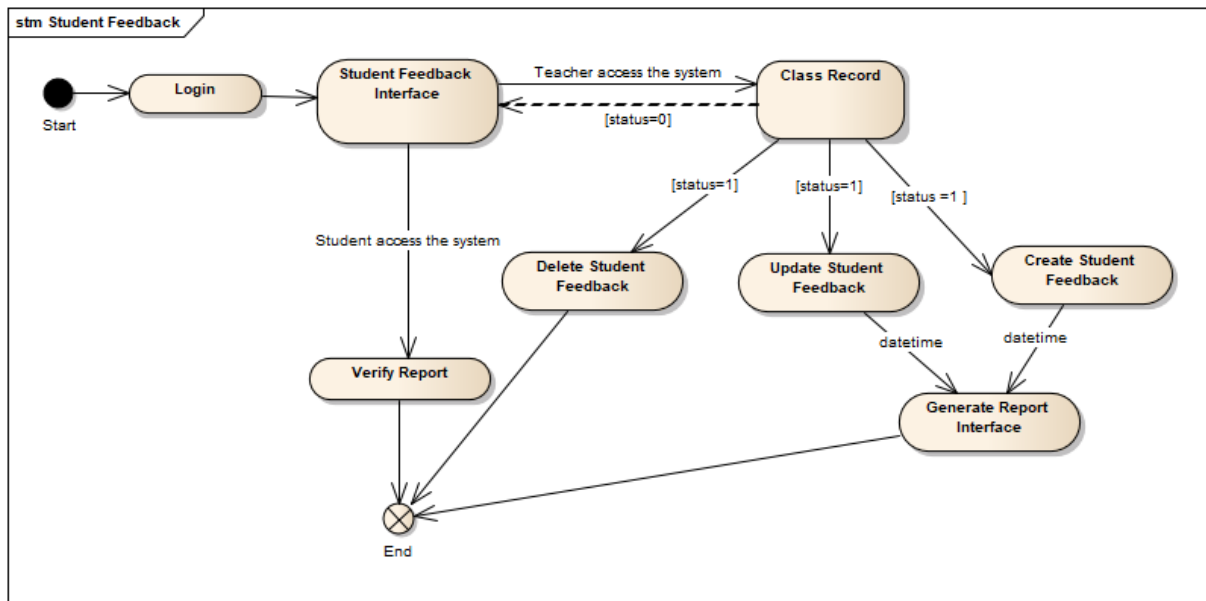 stm Student Feedback
Login
Start
Student Feedback
Interface
Teacher access the system
[status=0]
Class Record
[status=1]
[status=1]
[status =1 ]
Student access the system
Delete Student
Feedback
Update Student
Feedback
Create Student
Feedback
datetime
datetime
Verify Report
Generate Report
Interface
End